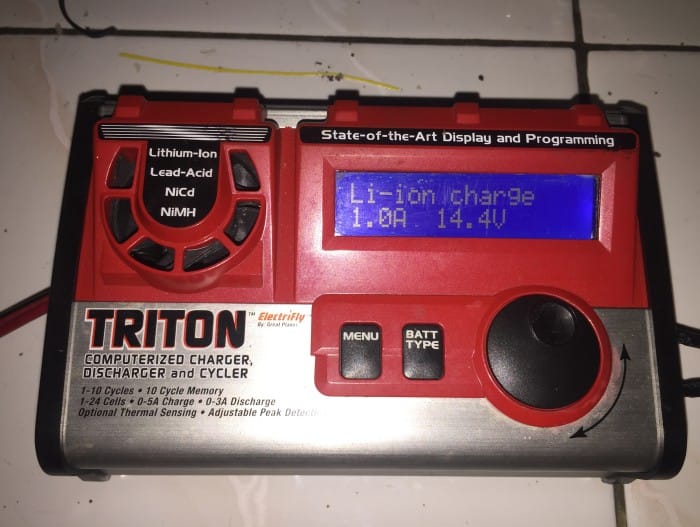 State-of-the-Art Display and Programming
Lithium-Ion
Lead-Acid
NiCd
NiMH
Li-ion charge
1.0A 14.4V
TRITON™ ElectriFly
By Great Planes
COMPUTERIZED CHARGER,
DISCHARGER and CYCLER
1-10 Cycles • 10 Cycle Memory
1-24 Cells • 0-5A Charge • 0-3A Discharge
Optional Thermal Sensing • Adjustable Peak
MENU
BATT
TYPE